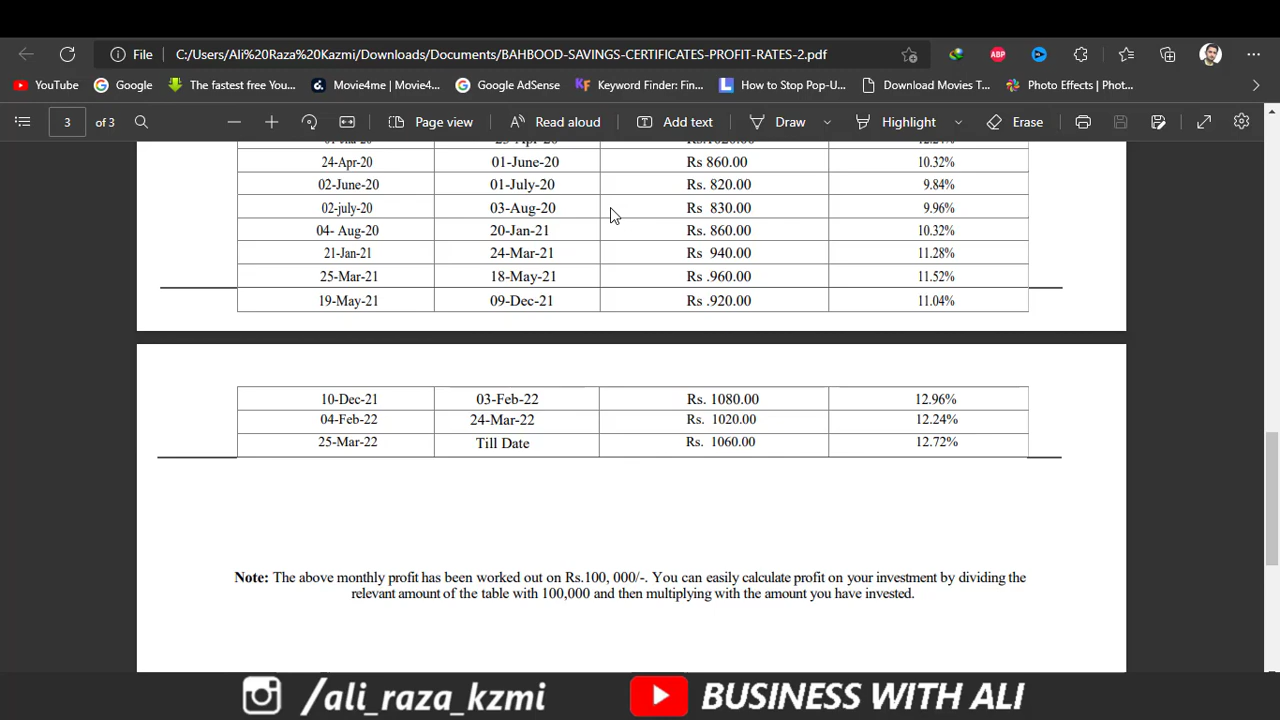 File
C:/Users/Ali%20Raza%20Kazmi/Downloads/Documents/BAHBOOD-SAVINGS-CERTIFICATES-PROFIT-RATES-2.pdf
ABP
YouTube Google The fastest free You... Movie4me | Movie4... Google AdSense Keyword Finder: Fin... How to Stop Pop-U... Download Movies T... Photo Effects | Phot...
3 of 3 Page view Read aloud Add text Draw Highlight Erase
24-Apr-20 01-June-20 Rs 860.00 10.32%
02-June-20 01-July-20 Rs. 820.00 9.84%
02-july-20 03-Aug-20 Rs 830.00 9.96%
04- Aug-20 20-Jan-21 Rs. 860.00 10.32%
21-Jan-21 24-Mar-21 Rs 940.00 11.28%
25-Mar-21 18-May-21 Rs .960.00 11.52%
19-May-21 09-Dec-21 Rs .920.00 11.04%
10-Dec-21 03-Feb-22 Rs. 1080.00 12.96%
04-Feb-22 24-Mar-22 Rs. 1020.00 12.24%
25-Mar-22 Till Date Rs. 1060.00 12.72%
Note: The above monthly profit has been worked out on Rs.100, 000/-. You can easily calculate profit on your investment by dividing the
relevant amount of the table with 100,000 and then multiplying with the amount you have invested.
/ali_raza_kzmi BUSINESS WITH ALI